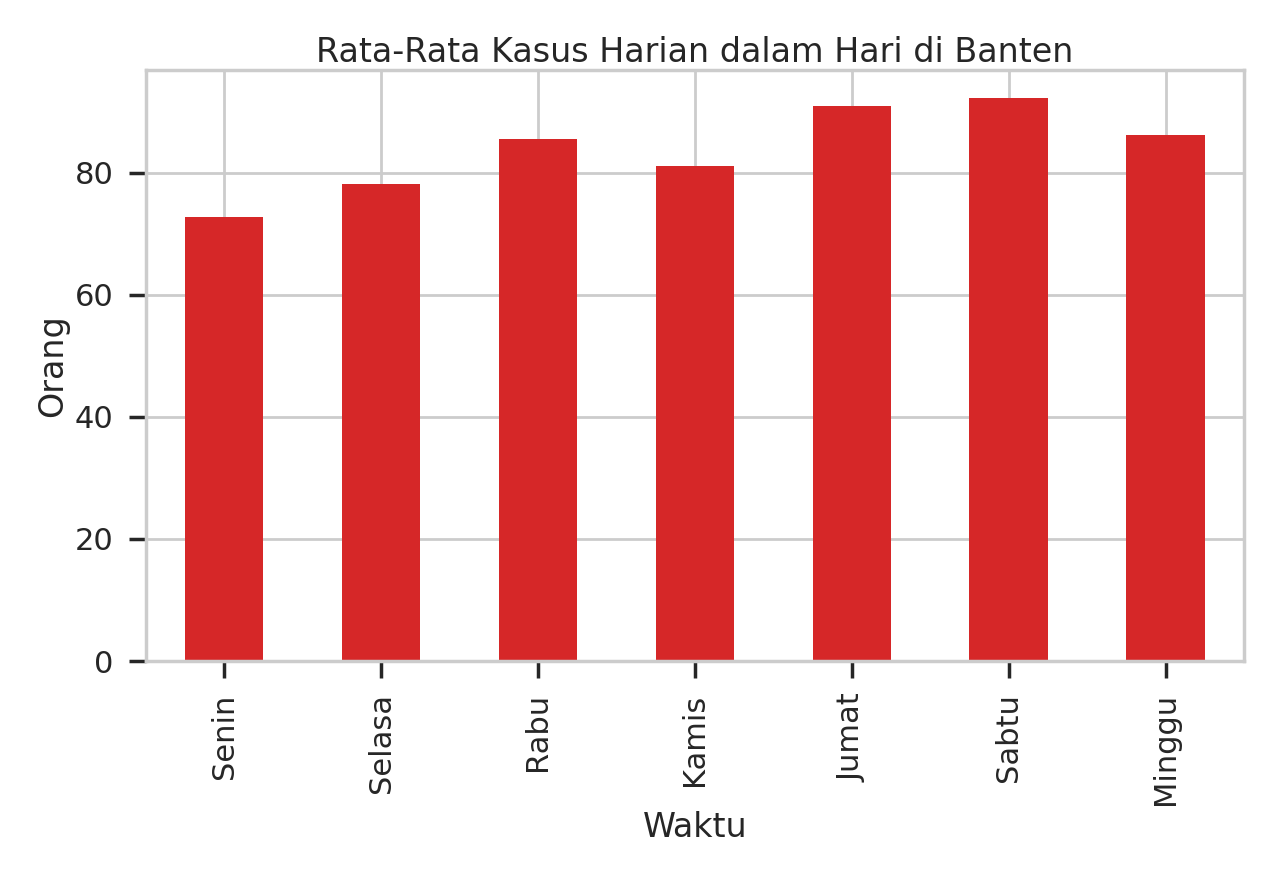 Rata-Rata Kasus Harian dalam Hari di Banten
80
60
40
20
0
Orang
Senin
Selasa
Rabu
Kamis
Jumat
Sabtu
Minggu
Waktu